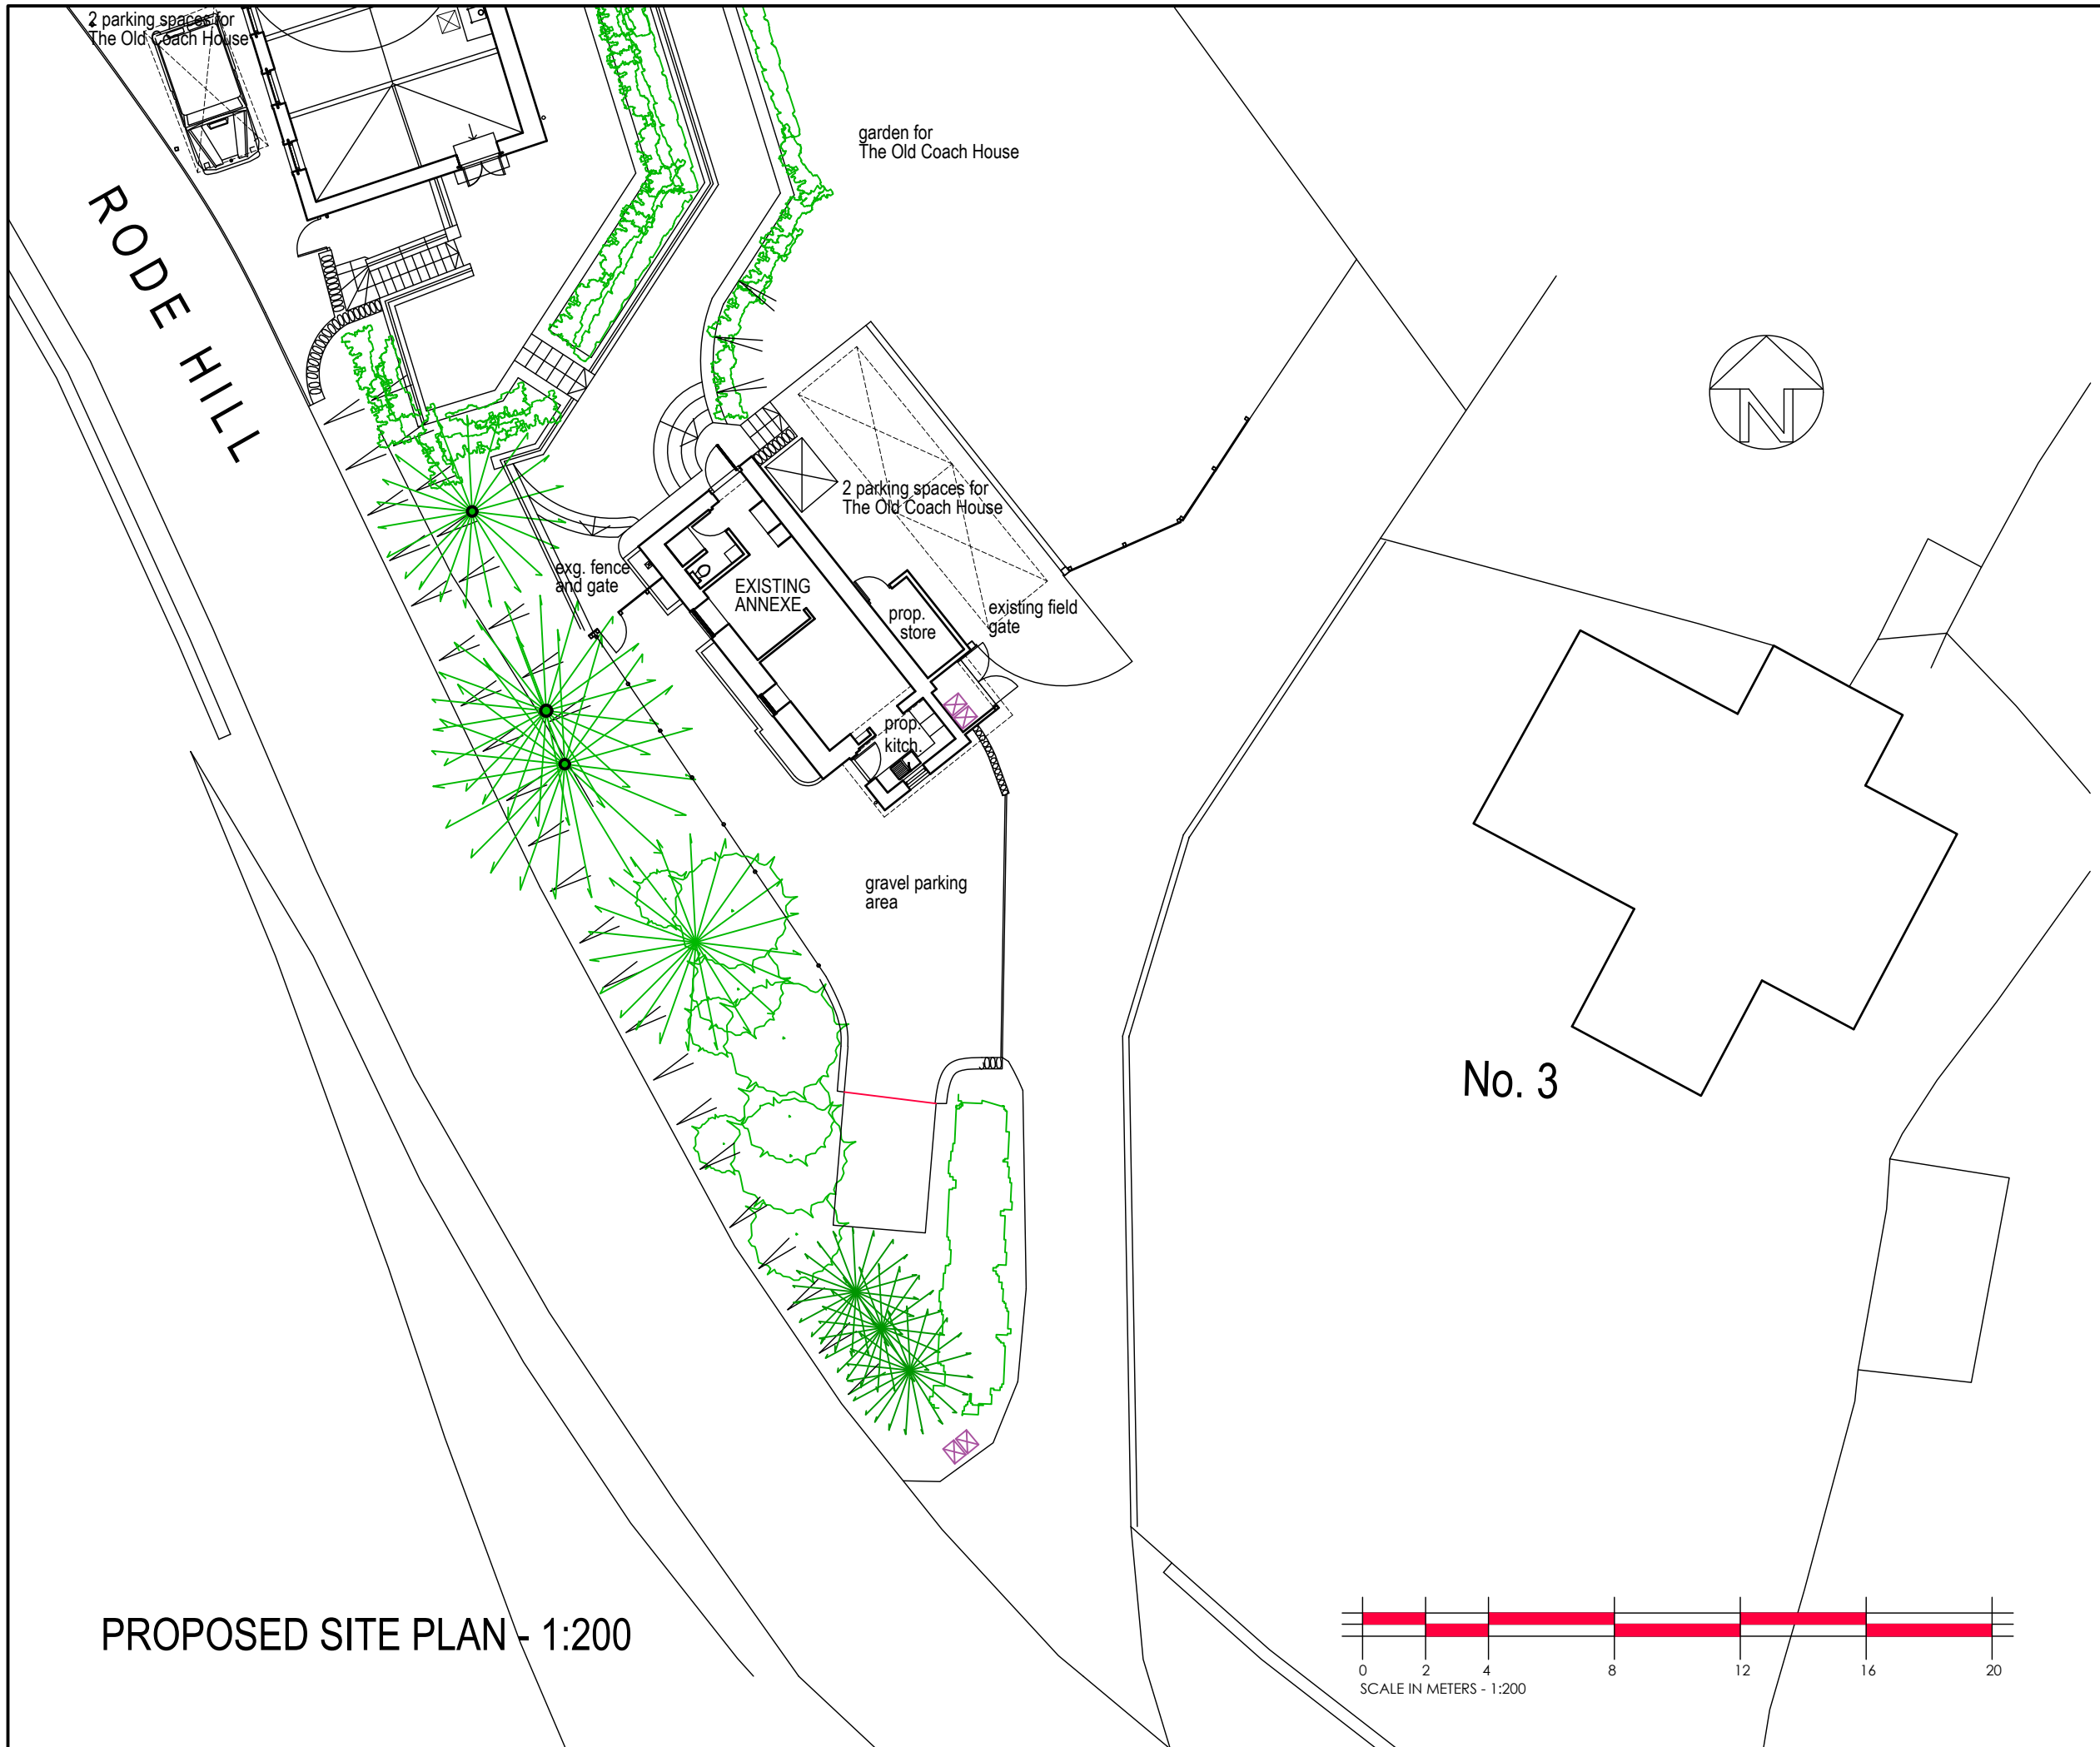 2 parking spaces for
The Old Coach House
garden for
The Old Coach House
RODE HILL
N
2 parking spaces for
The Old Coach House
exg. fence
and gate
EXISTING
ANNEXE
prop.
store
existing field
gate
prop.
kitch.
gravel parking
area
No. 3
PROPOSED SITE PLAN - 1:200
0 2 4 8 12 16 20
SCALE IN METERS - 1:200